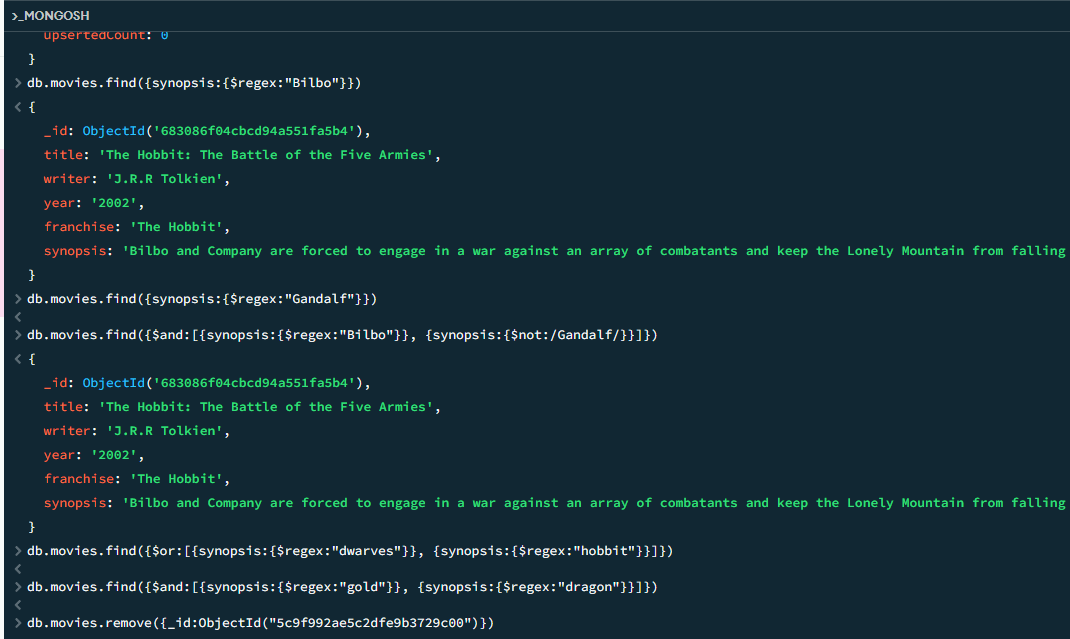 >_MONGOSH
upsertedCount: 0
}
> db.movies.find({synopsis:{$regex:"Bilbo"}})
< {
_id: ObjectId('683086f04cbcd94a551fa5b4'),
title: 'The Hobbit: The Battle of the Five Armies',
writer: 'J.R.R Tolkien',
year: '2002',
franchise: 'The Hobbit',
synopsis: 'Bilbo and Company are forced to engage in a war against an array of combatants and keep the Lonely Mountain from falling
}
> db.movies.find({synopsis:{$regex:"Gandalf"}})
<
> db.movies.find({$and:[{synopsis:{$regex:"Bilbo"}}, {synopsis:{$not:/Gandalf/}}]})
< {
_id: ObjectId('683086f04cbcd94a551fa5b4'),
title: 'The Hobbit: The Battle of the Five Armies',
writer: 'J.R.R Tolkien',
year: '2002',
franchise: 'The Hobbit',
synopsis: 'Bilbo and Company are forced to engage in a war against an array of combatants and keep the Lonely Mountain from falling
}
> db.movies.find({$or:[{synopsis:{$regex:"dwarves"}}, {synopsis:{$regex:"hobbit"}}]})
<
> db.movies.find({$and:[{synopsis:{$regex:"gold"}}, {synopsis:{$regex:"dragon"}}]})
<
> db.movies.remove({_id:ObjectId("5c9f992ae5c2dfe9b3729c00")})